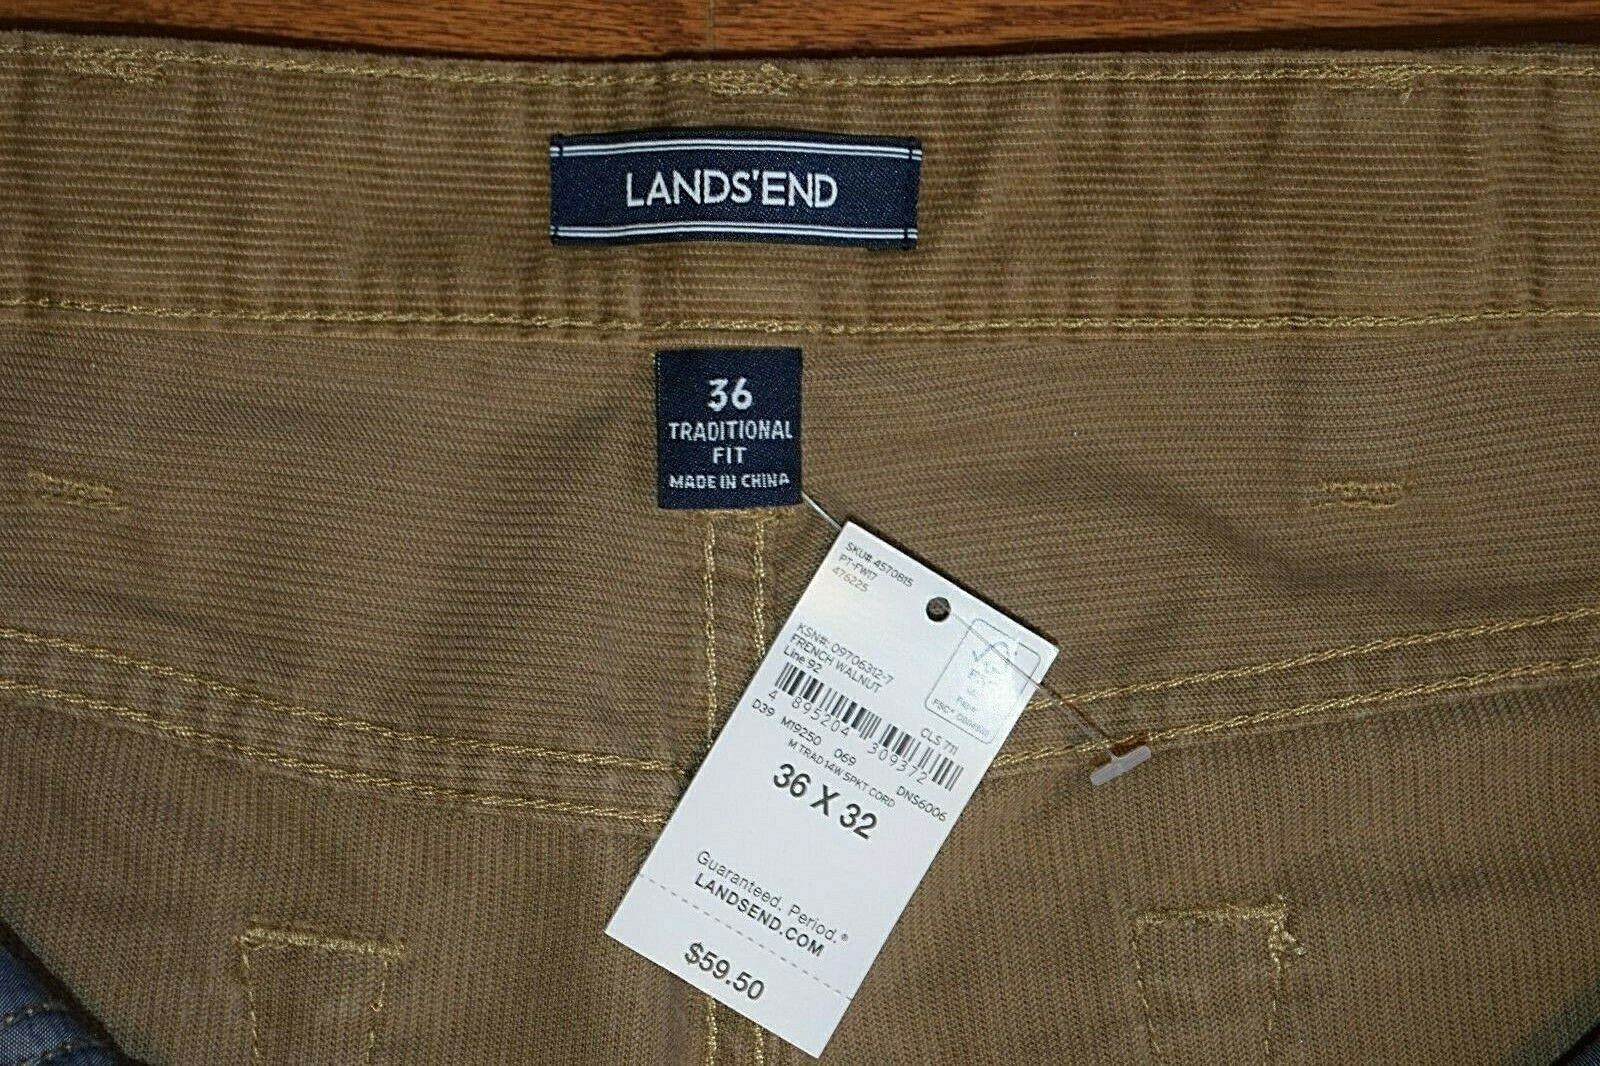 LANDS'END
36
TRADITIONAL
FIT
MADE IN CHINA
SKU# 4570815
PT-FW17
476225
KSN#: 09706312-7
FRENCH WALNUT
Line 92
CLS 711
4 895204 309372
D39 M19250 069 DNS6006
M TRAD 14W 5PKT CORD
36 X 32
Guaranteed. Period.®
LANDSEND.COM
$59.50